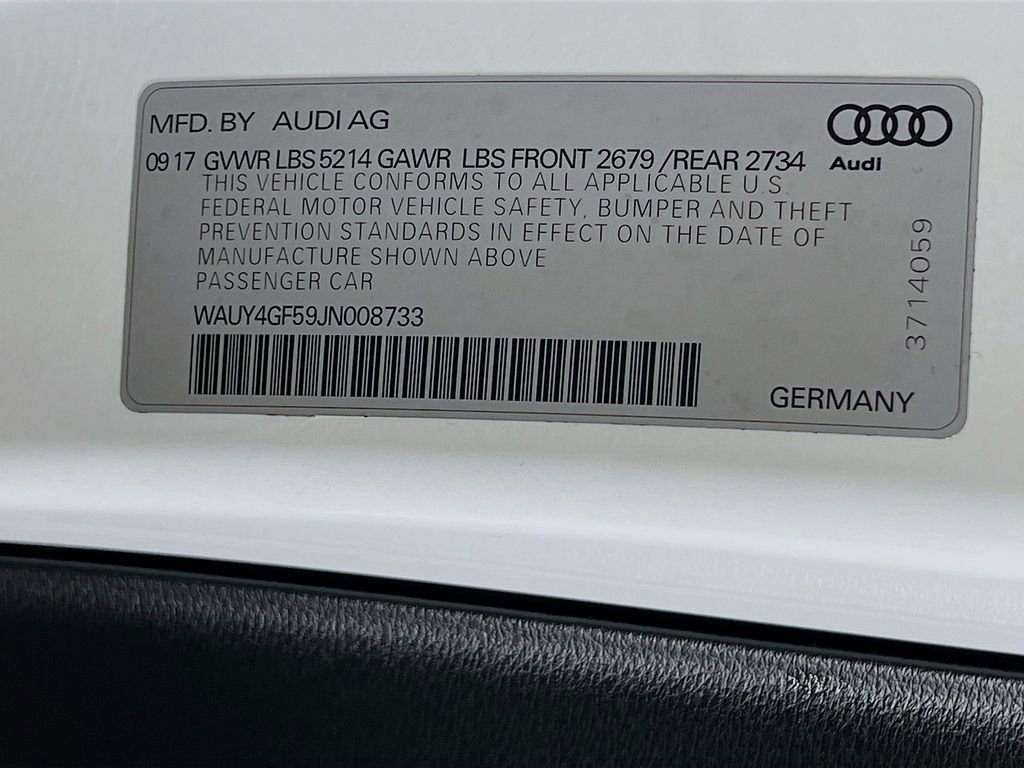 MFD. BY AUDI AG
09 17 GVWR LBS 5214 GAWR LBS FRONT 2679 /REAR 2734
Audi
THIS VEHICLE CONFORMS TO ALL APPLICABLE U.S.
FEDERAL MOTOR VEHICLE SAFETY, BUMPER AND THEFT
PREVENTION STANDARDS IN EFFECT ON THE DATE OF
MANUFACTURE SHOWN ABOVE
PASSENGER CAR
WAUY4GF59JN008733
GERMANY
3714059